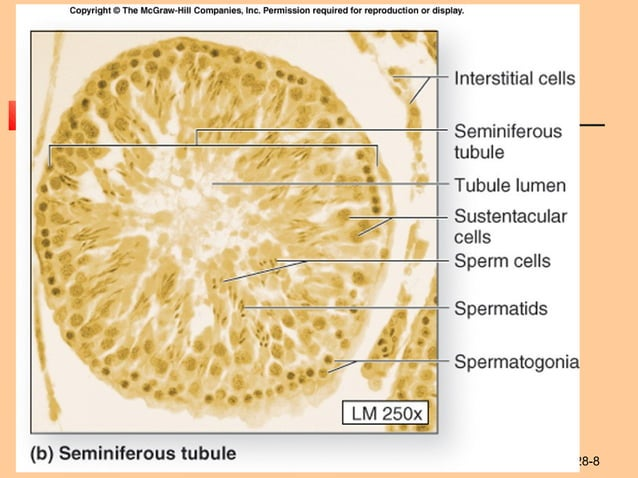 Copyright © The McGraw-Hill Companies, Inc. Permission required for reproduction or display.
Interstitial cells
Seminiferous
tubule
Tubule lumen
Sustentacular
cells
Sperm cells
Spermatids
Spermatogonia
LM 250x
(b) Seminiferous tubule
28-8